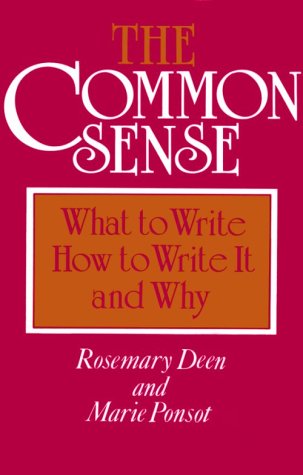 THE
COMMON
SENSE
What to Write
How to Write It
and Why
Rosemary Deen
and
Marie Ponsot